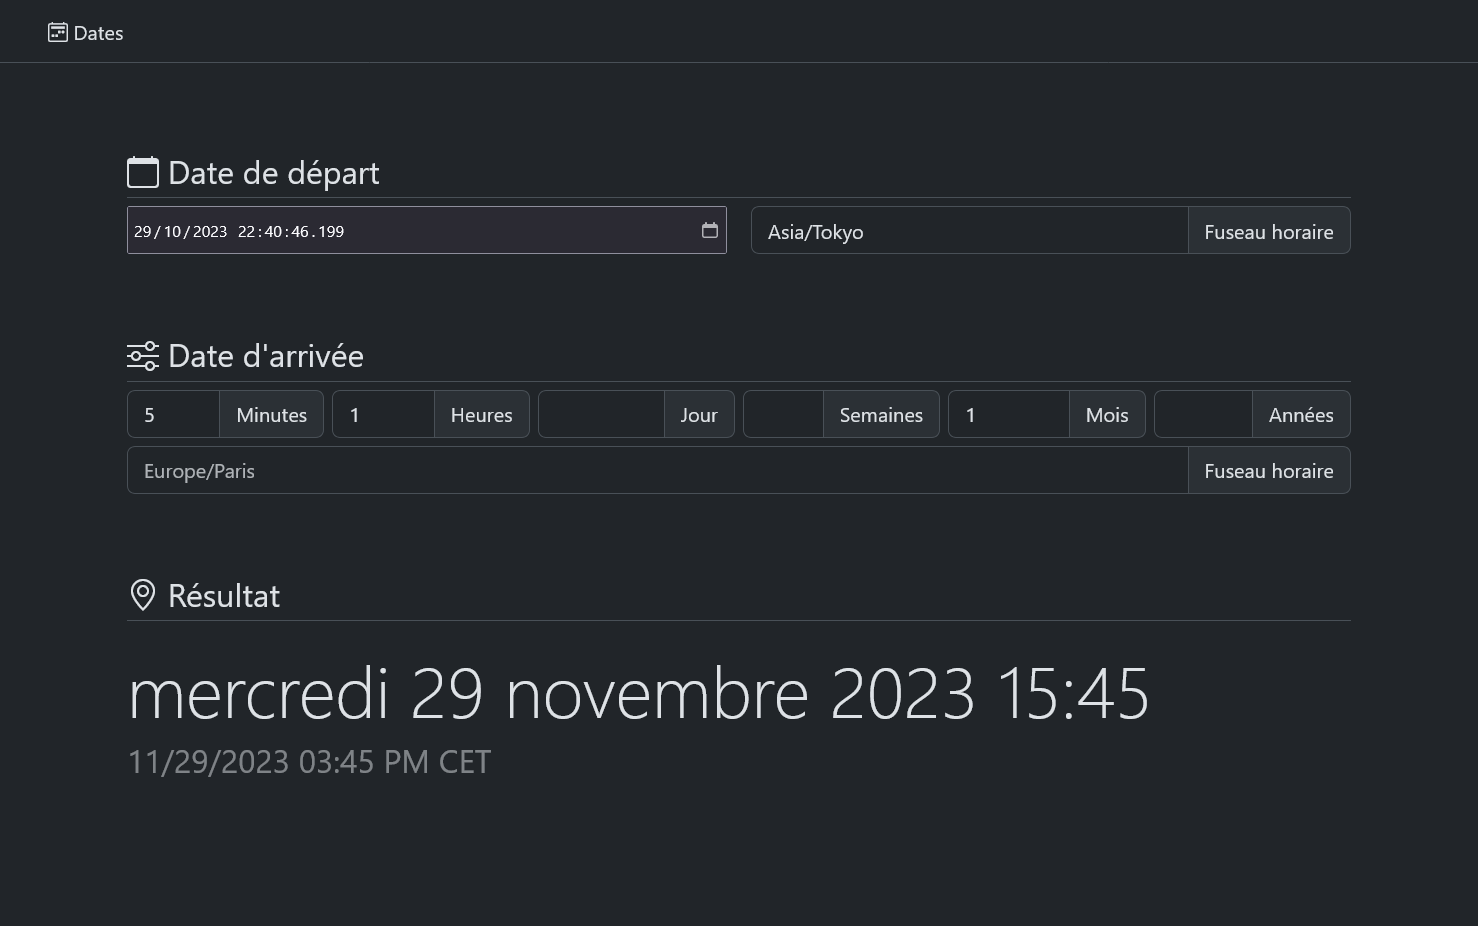 Dates
Date de départ
29/10/2023 22:40:46.199
Asia/Tokyo Fuseau horaire
Date d'arrivée
5 Minutes 1 Heures Jour Semaines 1 Mois Années
Europe/Paris Fuseau horaire
Résultat
mercredi 29 novembre 2023 15:45
11/29/2023 03:45 PM CET